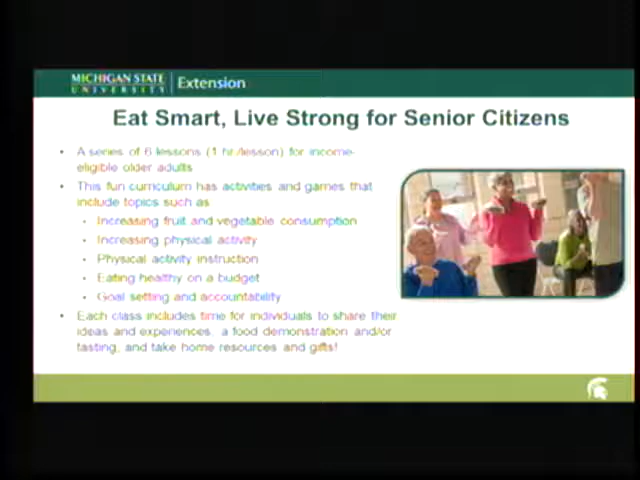 MICHIGAN STATE
UNIVERSITY
Extension
Eat Smart, Live Strong for Senior Citizens
• A series of 6 lessons (1 hr/lesson) for income-
eligible older adults
• This fun curriculum has activities and games that
include topics such as
• Increasing fruit and vegetable consumption
• Increasing physical activity
• Physical activity instruction
• Eating healthy on a budget
• Goal setting and accountability
• Each class includes time for individuals to share their
ideas and experiences, a food demonstration and/or
tasting, and take home resources and gifts!